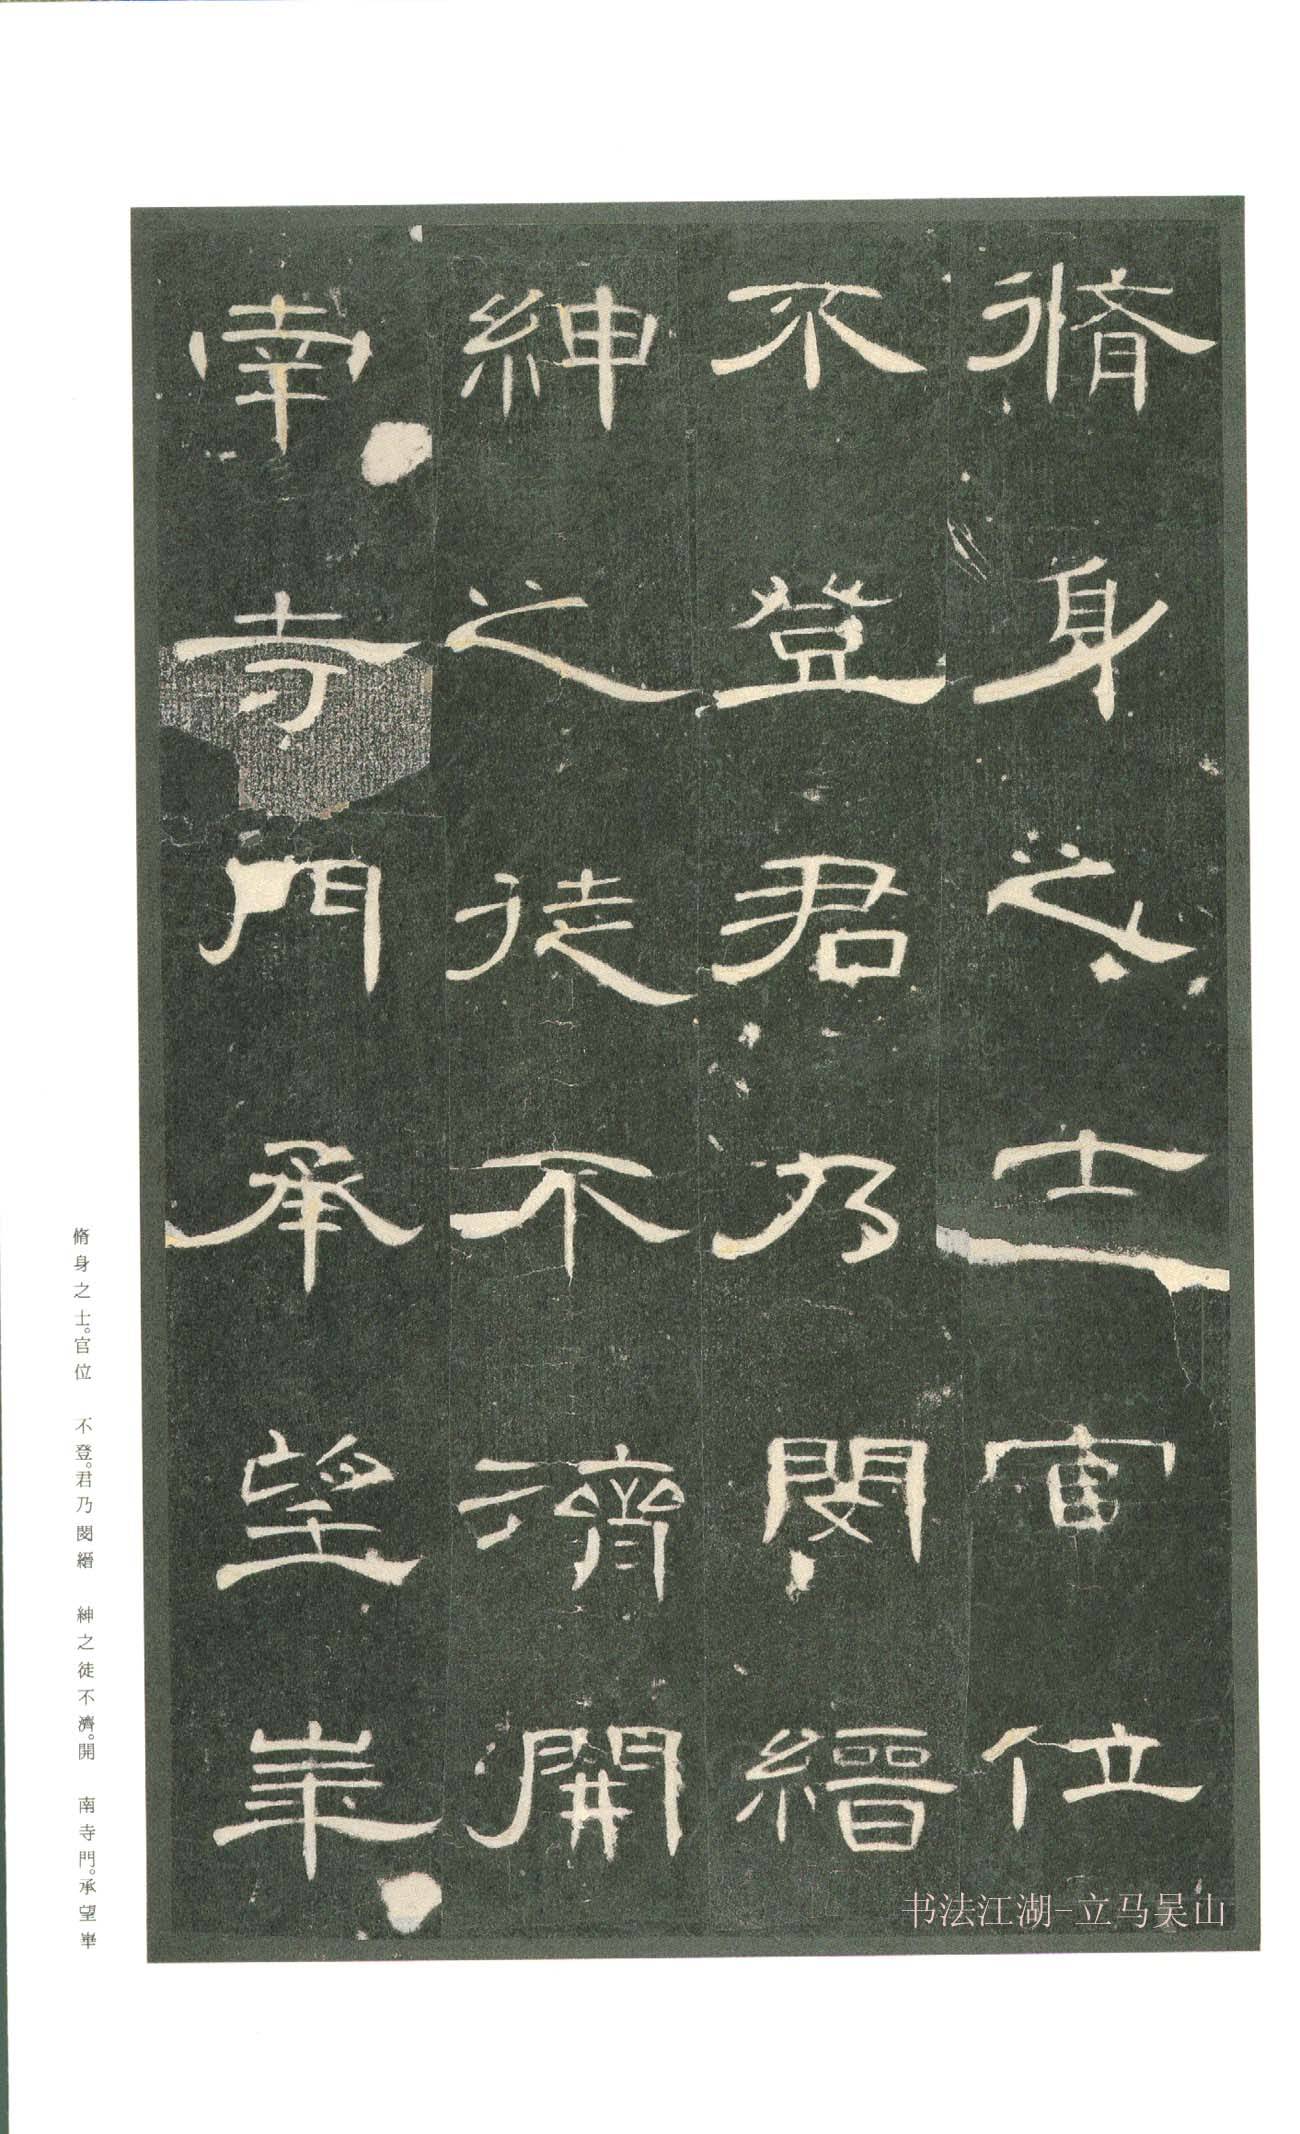 脩身之士官位
不登君乃閔縉
紳之徒不濟開
南寺門承望崋
脩身之士。官位　不登。君乃閔縉　紳之徒不濟。開　南寺門。承望崋
书法江湖-立马吴山